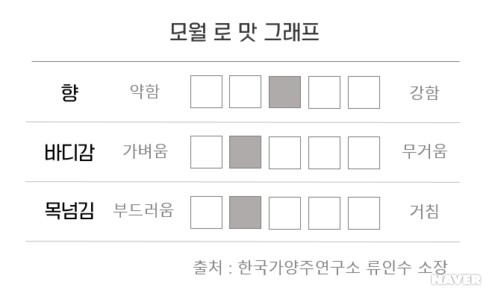 모월 로 맛 그래프
향 약함 강함
바디감 가벼움 무거움
목넘김 부드러움 거침
출처 : 한국가양주연구소 류인수 소장
NAVER